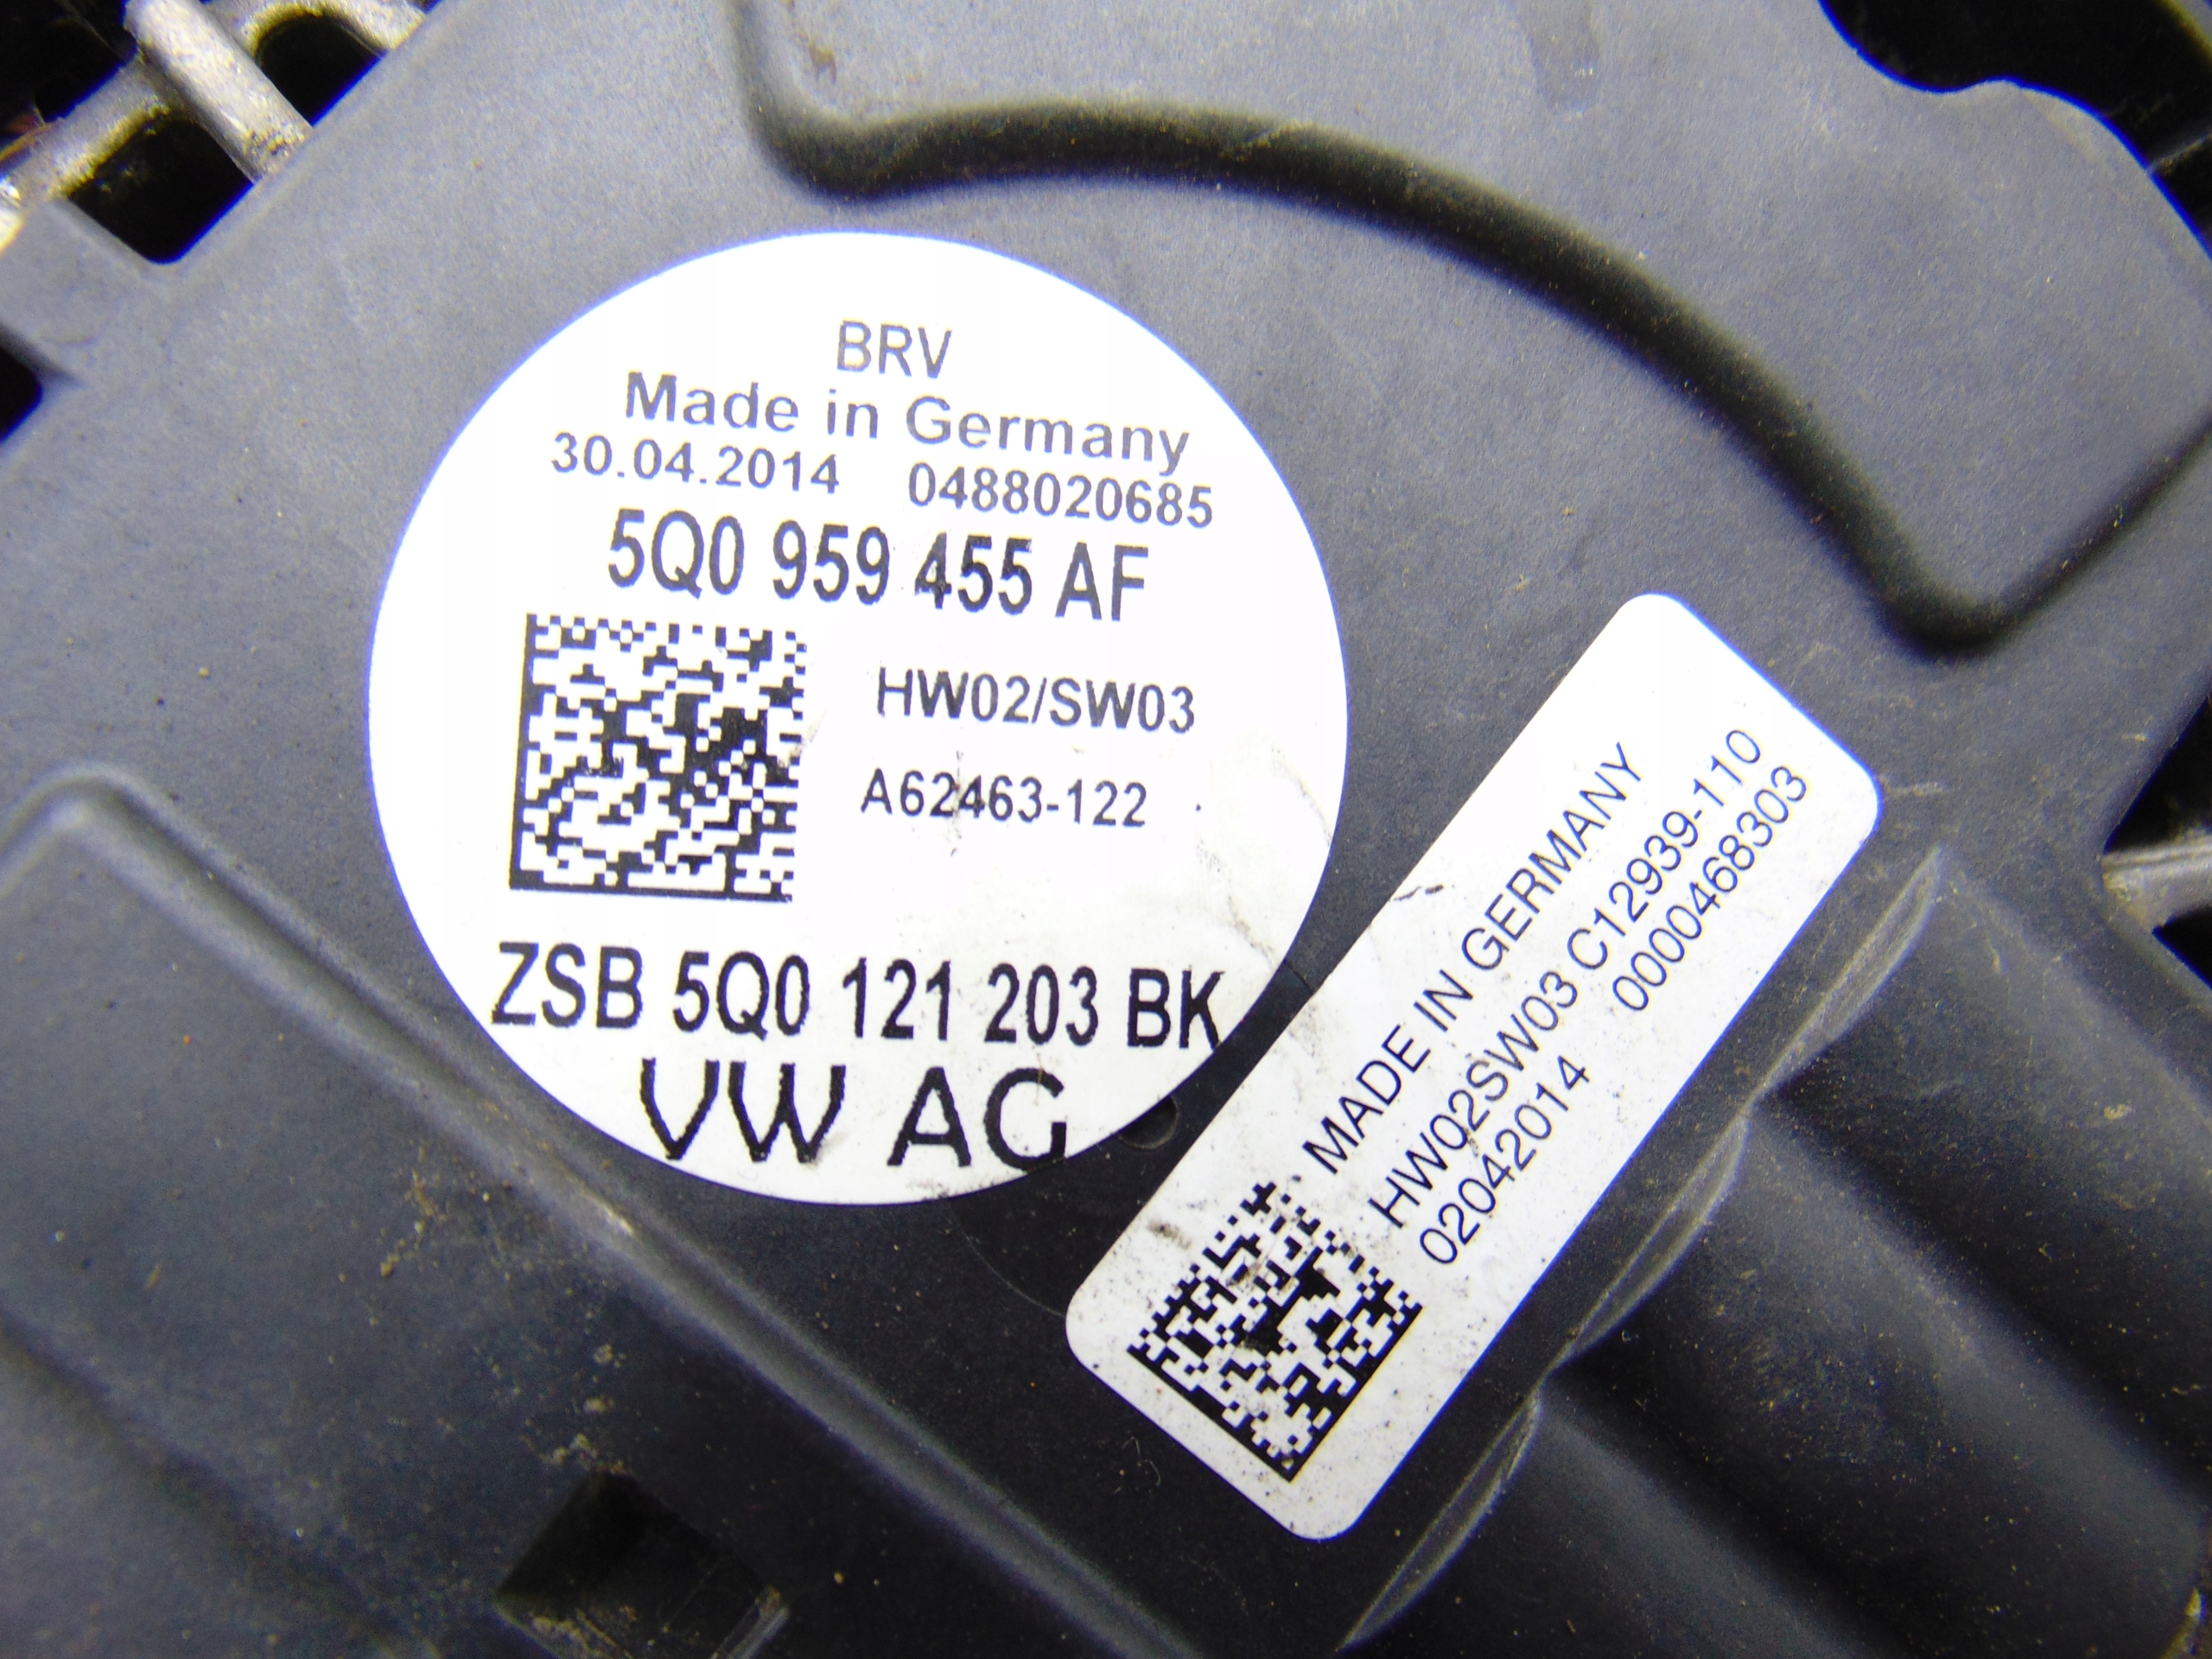 BRV
Made in Germany
30.04.2014 0488020685
5Q0 959 455 AF
HW02/SW03
A62463-122
ZSB 5Q0 121 203 BK
VW AG
MADE IN GERMANY
HW02SW03 C12939-110
02042014 0000468303